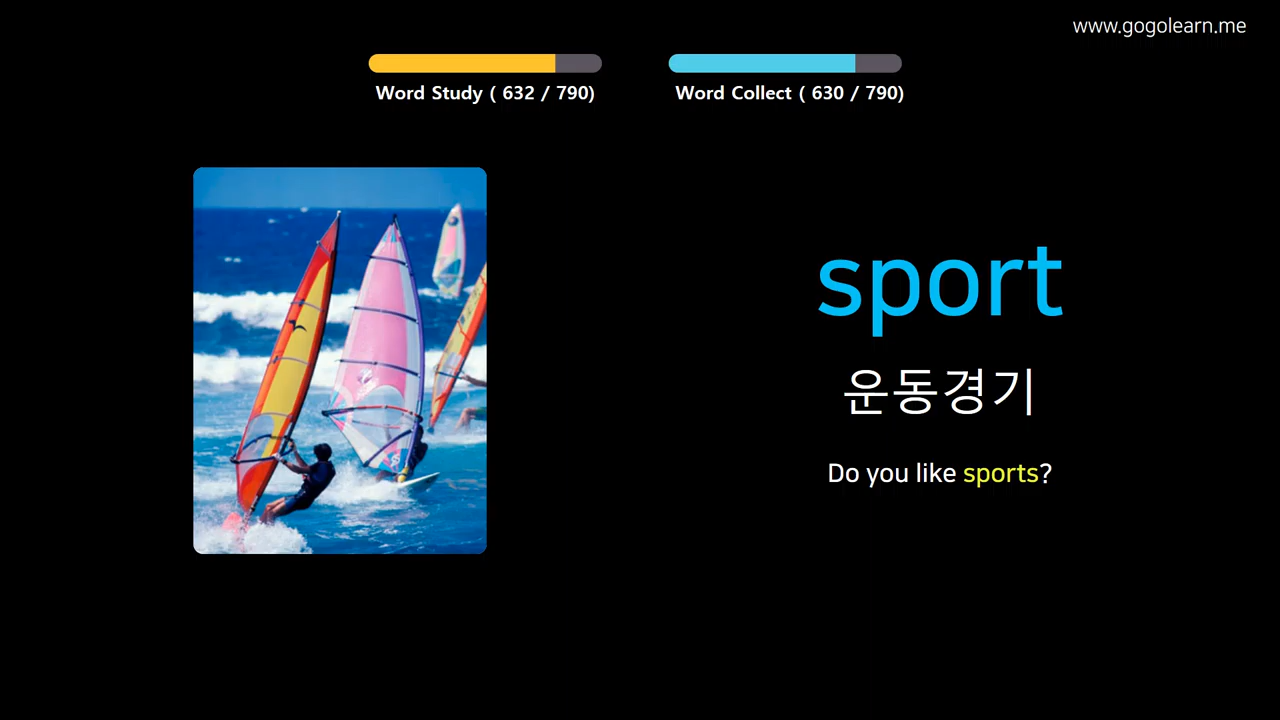 www.gogolearn.me
Word Study ( 632 / 790)
Word Collect ( 630 / 790)
sport
운동경기
Do you like sports?